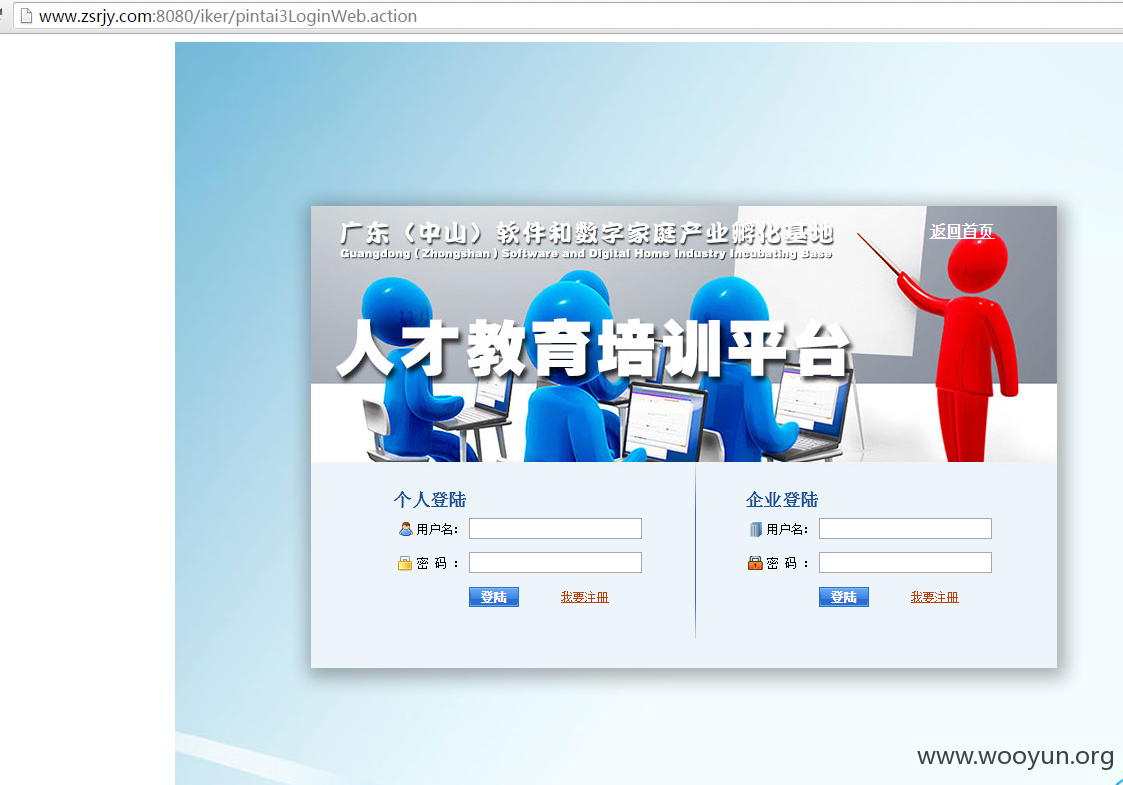 www.zsrjy.com:8080/iker/pintai3LoginWeb.action
广东（中山）软件和数字家庭产业孵化基地
返回首页
Guangdong ( Zhongshan ) Software and Digital Home Industry Incubating Base
人才教育培训平台
个人登陆
用户名：
密 码 ：
登陆 我要注册
企业登陆
用户名：
密 码 ：
登陆 我要注册
www.wooyun.org